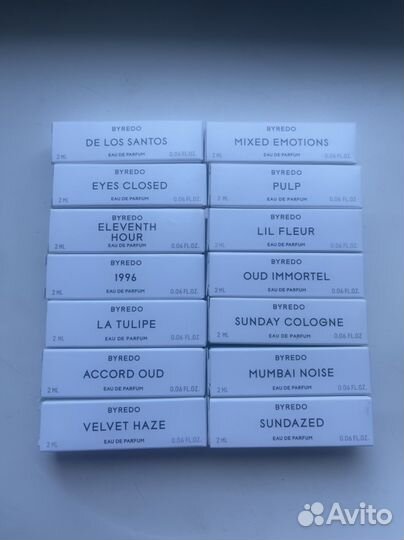 BYREDO
DE LOS SANTOS
2 ML EAU DE PARFUM 0.06 FL.OZ.
BYREDO
MIXED EMOTIONS
2 ML EAU DE PARFUM 0.06 FL.OZ.
BYREDO
EYES CLOSED
2 ML EAU DE PARFUM 0.06 FL.OZ.
BYREDO
PULP
2 ML EAU DE PARFUM 0.06 FL.OZ.
BYREDO
ELEVENTH
HOUR
2 ML EAU DE PARFUM 0.06 FL.OZ.
BYREDO
LIL FLEUR
2 ML EAU DE PARFUM 0.06 FL.OZ.
BYREDO
1996
2 ML EAU DE PARFUM 0.06 FL.OZ.
BYREDO
OUD IMMORTEL
2 ML EAU DE PARFUM 0.06 FL.OZ.
BYREDO
LA TULIPE
2 ML EAU DE PARFUM 0.06 FL.OZ.
BYREDO
SUNDAY COLOGNE
2 ML EAU DE PARFUM 0.06 FL.OZ.
BYREDO
ACCORD OUD
2 ML EAU DE PARFUM 0.06 FL.OZ.
BYREDO
MUMBAI NOISE
2 ML EAU DE PARFUM 0.06 FL.OZ.
BYREDO
VELVET HAZE
2 ML EAU DE PARFUM 0.06 FL.OZ.
BYREDO
SUNDAZED
2 ML EAU DE PARFUM 0.06 FL.OZ.
Avito